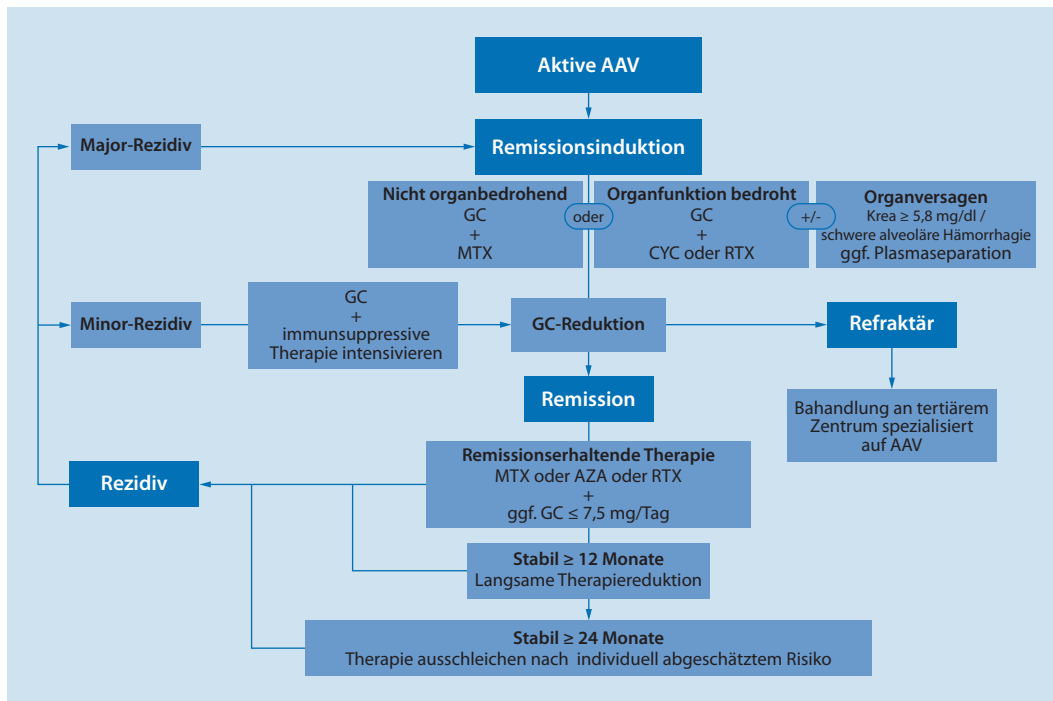 Aktive AAV
Major-Rezidiv
Remissionsinduktion
Nicht organbedrohend
GC
+
MTX
oder
Organfunktion bedroht
GC
+
CYC oder RTX
+/-
Organversagen
Krea ≥ 5,8 mg/dl /
schwere alveoläre Hämorrhagie
ggf. Plasmaseparation
Minor-Rezidiv
GC
+
immunsuppressive
Therapie intensivieren
GC-Reduktion
Refraktär
Remission
Bahandlung an tertiärem
Zentrum spezialisiert
auf AAV
Remissionserhaltende Therapie
MTX oder AZA oder RTX
+
ggf. GC ≤ 7,5 mg/Tag
Rezidiv
Stabil ≥ 12 Monate
Langsame Therapiereduktion
Stabil ≥ 24 Monate
Therapie ausschleichen nach individuell abgeschätztem Risiko